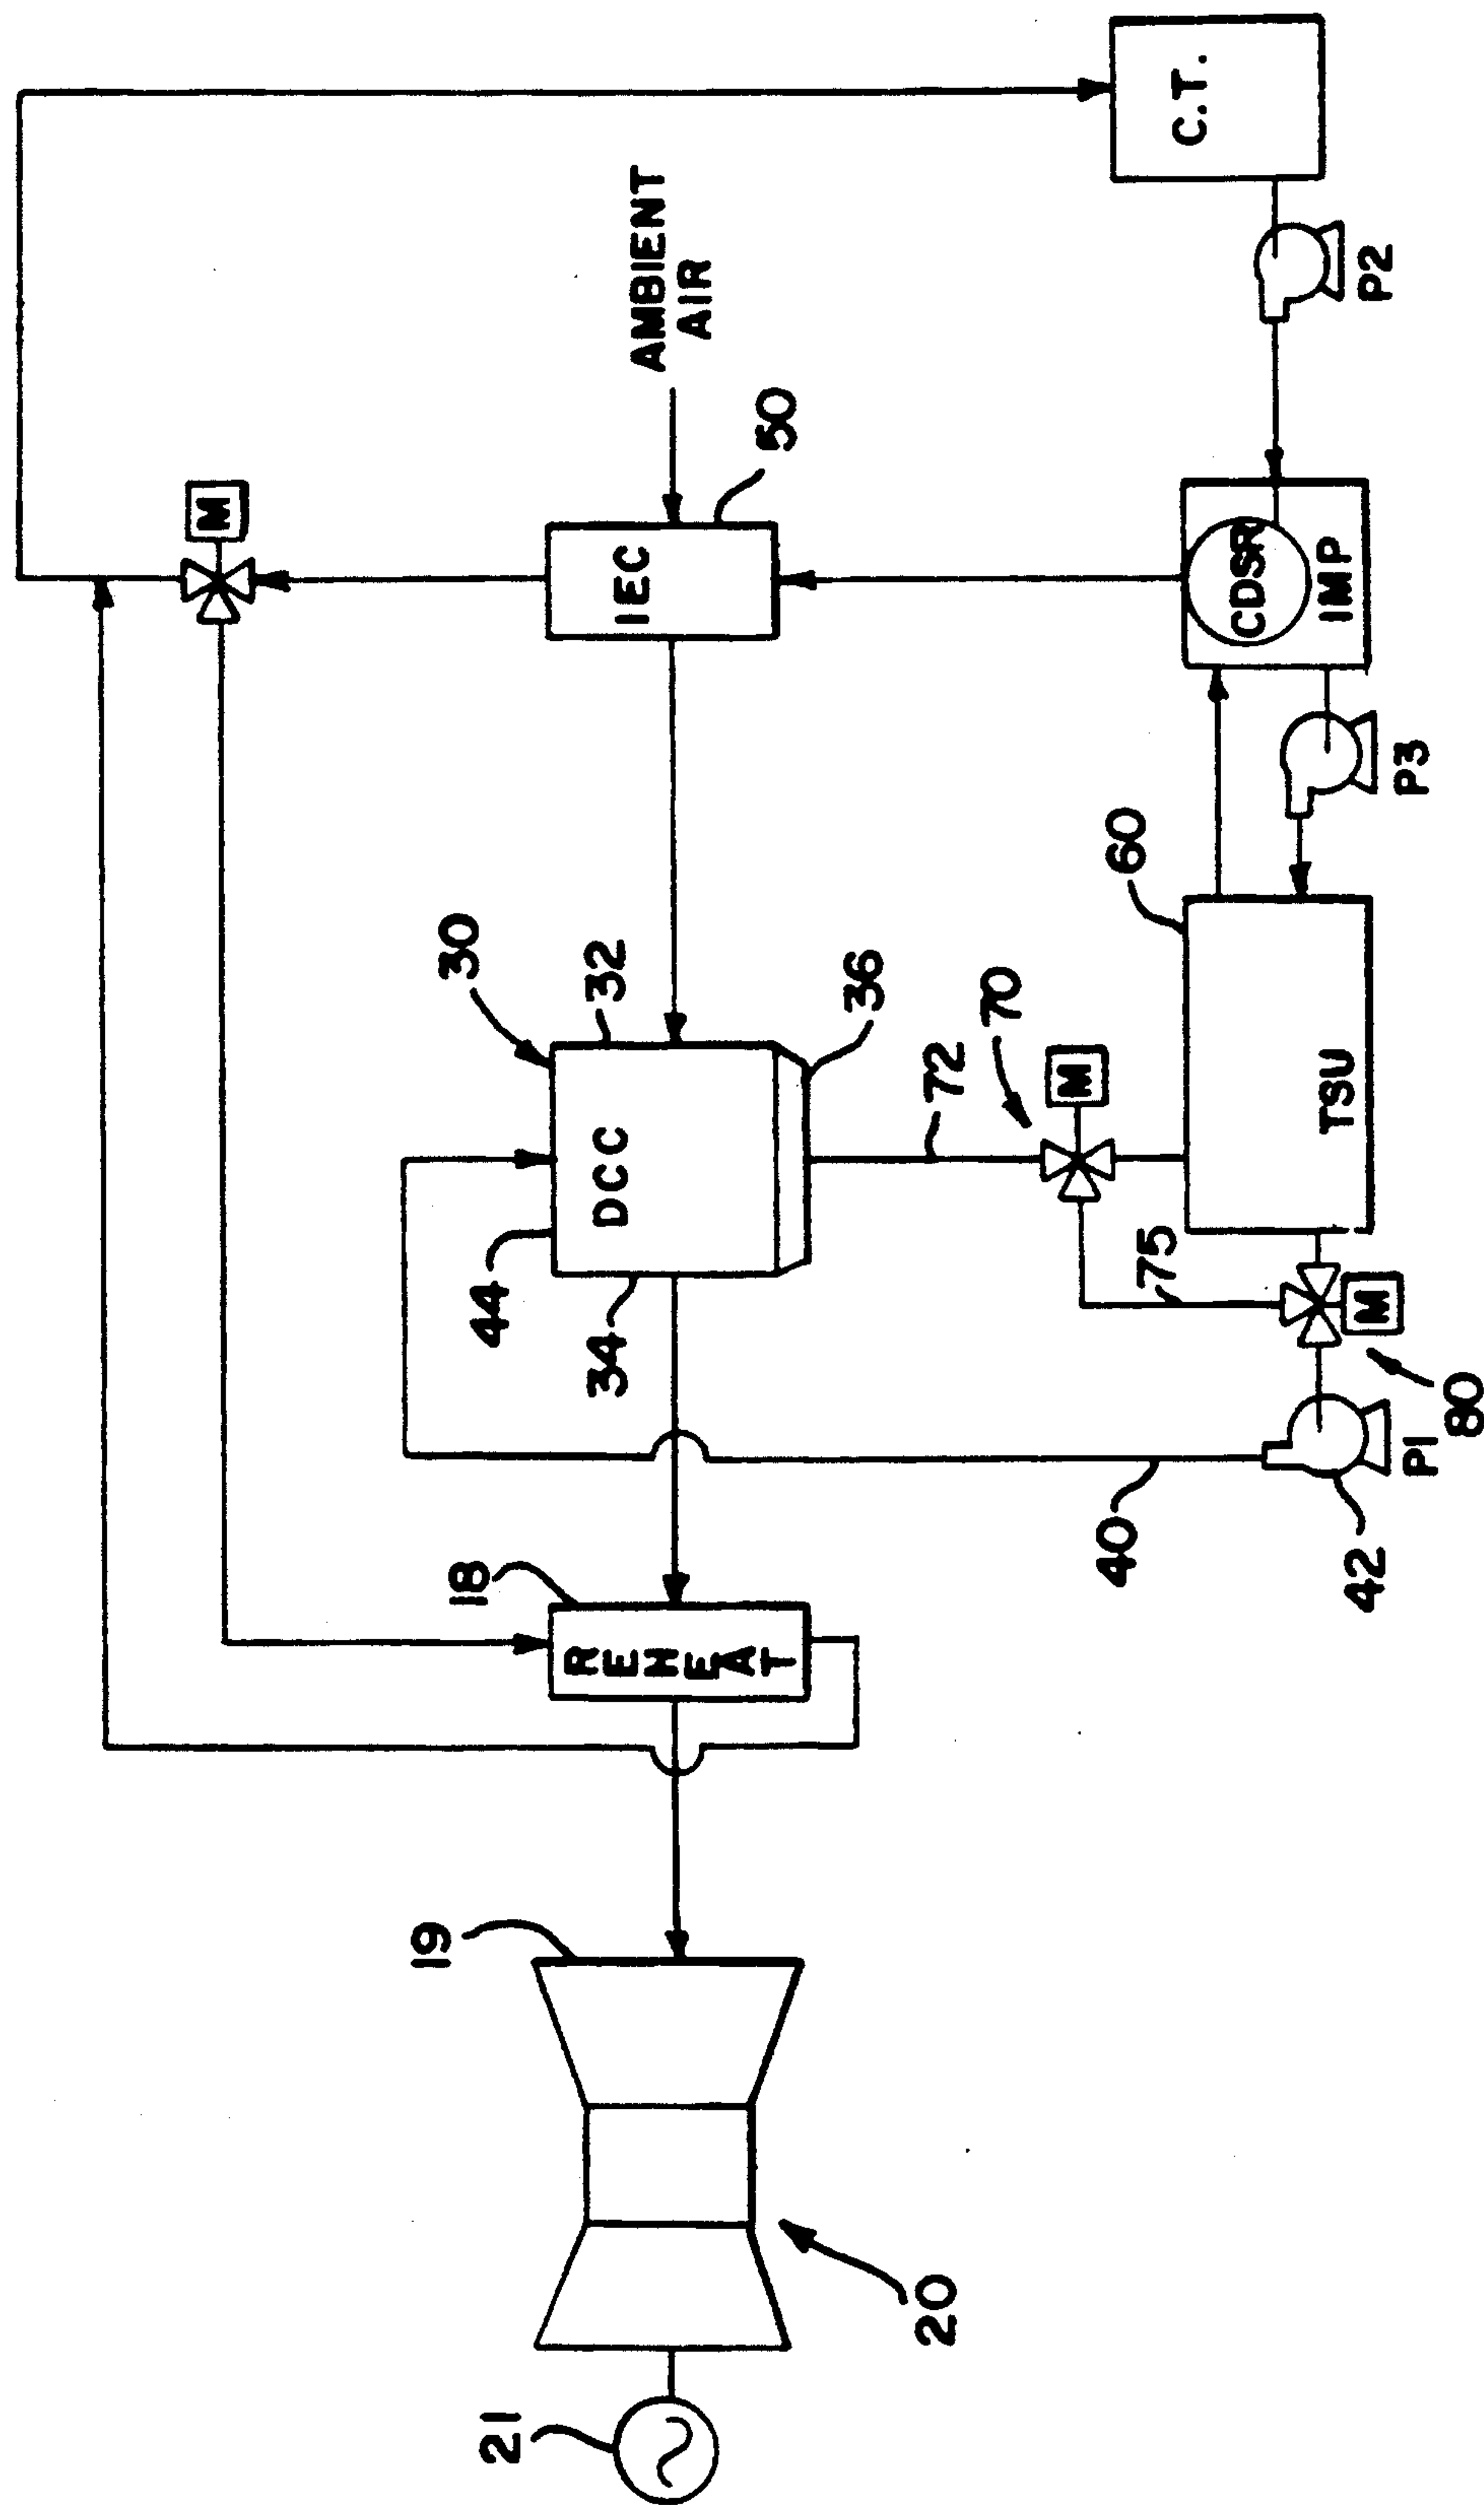 C.T.
P2
AMBIENT
AIR
M
IEC
50
CDSR
IMP
P3
60
TSU
30
32
36
DCC
44
34
72
70
M
75
M
80
P1
42
40
18
REHEAT
19
20
21